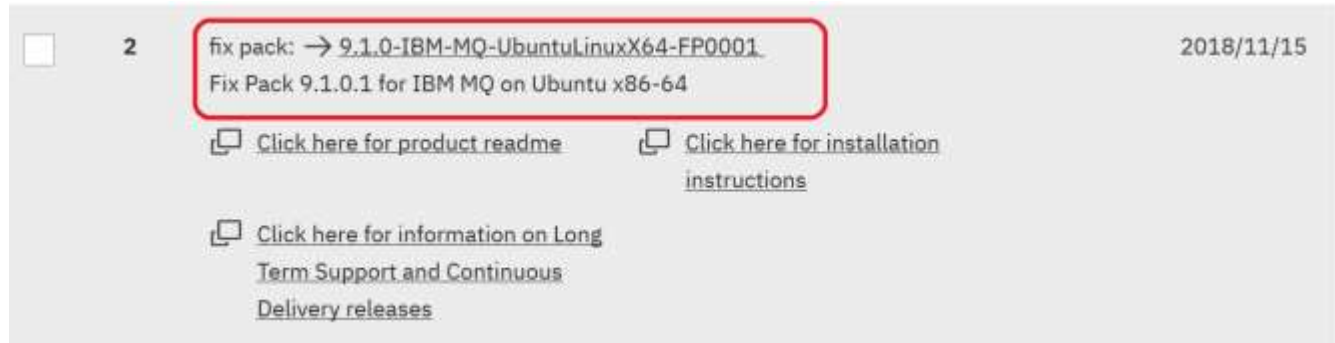 2 fix pack: → 9.1.0-IBM-MQ-UbuntuLinuxX64-FP0001 2018/11/15
Fix Pack 9.1.0.1 for IBM MQ on Ubuntu x86-64
Click here for product readme
Click here for installation
instructions
Click here for information on Long
Term Support and Continuous
Delivery releases